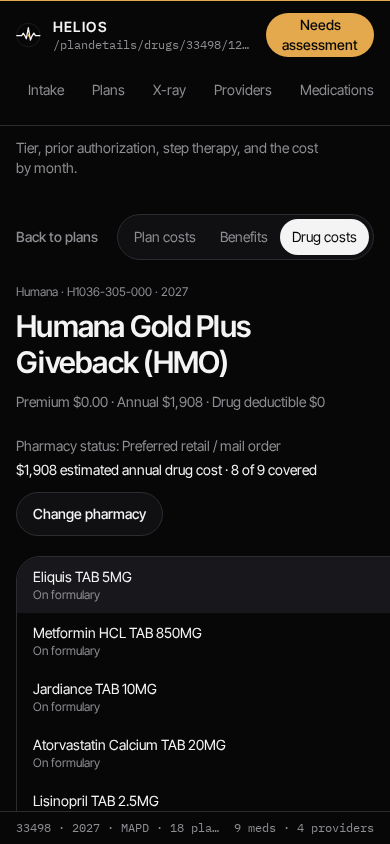 HELIOS
/plandetails/drugs/33498/12…
Needs
assessment
Intake Plans X-ray Providers Medications
Tier, prior authorization, step therapy, and the cost
by month.
Back to plans Plan costs Benefits Drug costs
Humana · H1036-305-000 · 2027
Humana Gold Plus
Giveback (HMO)
Premium $0.00 · Annual $1,908 · Drug deductible $0
Pharmacy status: Preferred retail / mail order
$1,908 estimated annual drug cost · 8 of 9 covered
Change pharmacy
Eliquis TAB 5MG
On formulary
Metformin HCL TAB 850MG
On formulary
Jardiance TAB 10MG
On formulary
Atorvastatin Calcium TAB 20MG
On formulary
Lisinopril TAB 2.5MG
33498 · 2027 · MAPD · 18 pla… 9 meds · 4 providers